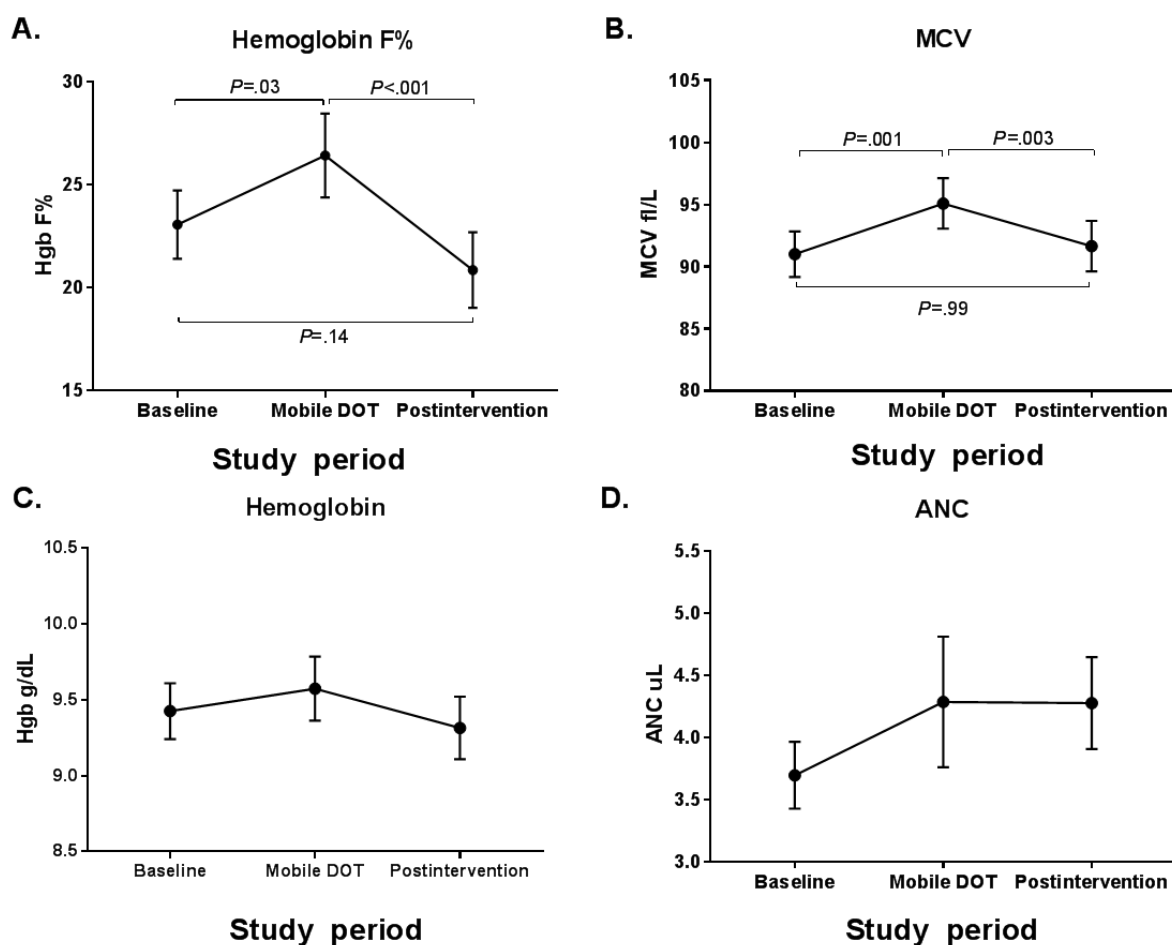 A.
Hemoglobin F%
30
25
20
15
Hgb F%
P=.03
P<.001
P=.14
Baseline
Mobile DOT
Postintervention
Study period
B.
MCV
105
100
95
90
85
80
MCV fl/L
P=.001
P=.003
P=.99
Baseline
Mobile DOT
Postintervention
Study period
C.
Hemoglobin
10.5
10.0
9.5
9.0
8.5
Hgb g/dL
Baseline
Mobile DOT
Postintervention
Study period
D.
ANC
5.5
5.0
4.5
4.0
3.5
3.0
ANC uL
Baseline
Mobile DOT
Postintervention
Study period